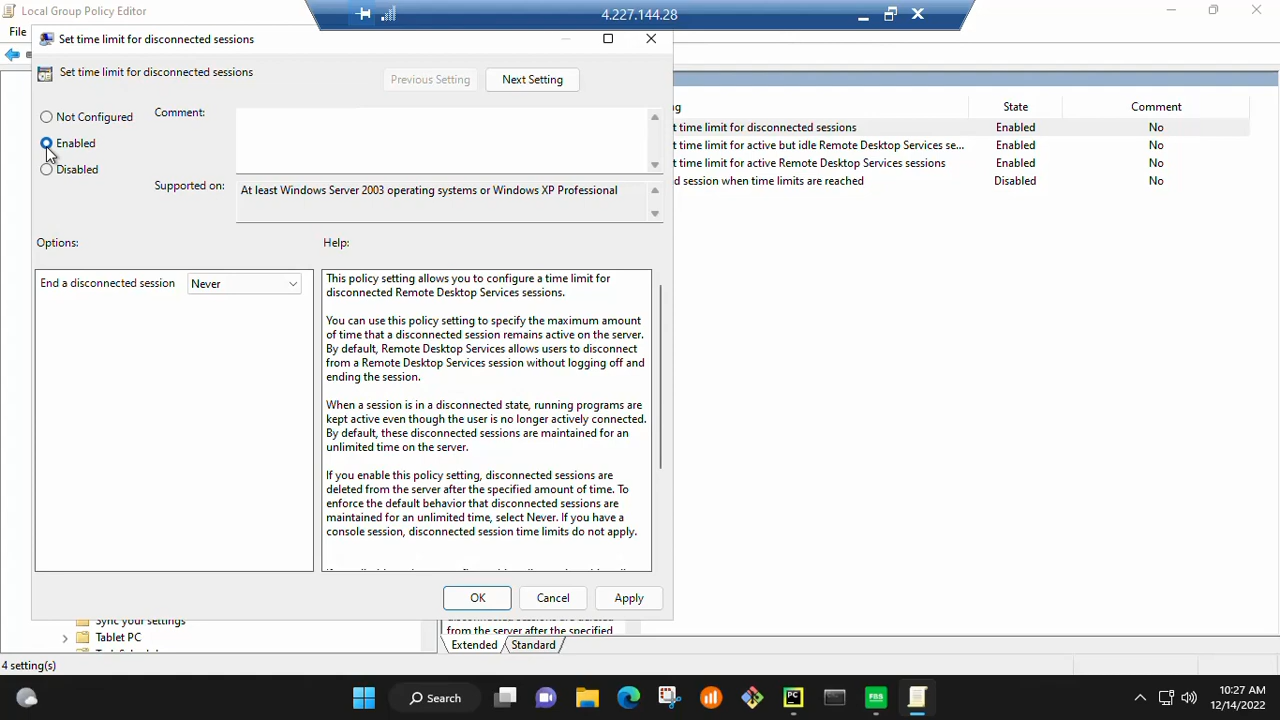 Local Group Policy Editor
4.227.144.28
File
Set time limit for disconnected sessions
Set time limit for disconnected sessions
Previous Setting
Next Setting
Not Configured
Comment:
Enabled
Disabled
Supported on:
At least Windows Server 2003 operating systems or Windows XP Professional
Options:
Help:
End a disconnected session
Never
This policy setting allows you to configure a time limit for
disconnected Remote Desktop Services sessions.
You can use this policy setting to specify the maximum amount
of time that a disconnected session remains active on the server.
By default, Remote Desktop Services allows users to disconnect
from a Remote Desktop Services session without logging off and
ending the session.
When a session is in a disconnected state, running programs are
kept active even though the user is no longer actively connected.
By default, these disconnected sessions are maintained for an
unlimited time on the server.
If you enable this policy setting, disconnected sessions are
deleted from the server after the specified amount of time. To
enforce the default behavior that disconnected sessions are
maintained for an unlimited time, select Never. If you have a
console session, disconnected session time limits do not apply.
OK
Cancel
Apply
State
Comment
t time limit for disconnected sessions
Enabled
No
t time limit for active but idle Remote Desktop Services se...
Enabled
No
t time limit for active Remote Desktop Services sessions
Enabled
No
d session when time limits are reached
Disabled
No
Sync your settings
Tablet PC
from the server after the specified
Extended
Standard
4 setting(s)
Search
PC
FBS
10:27 AM
12/14/2022